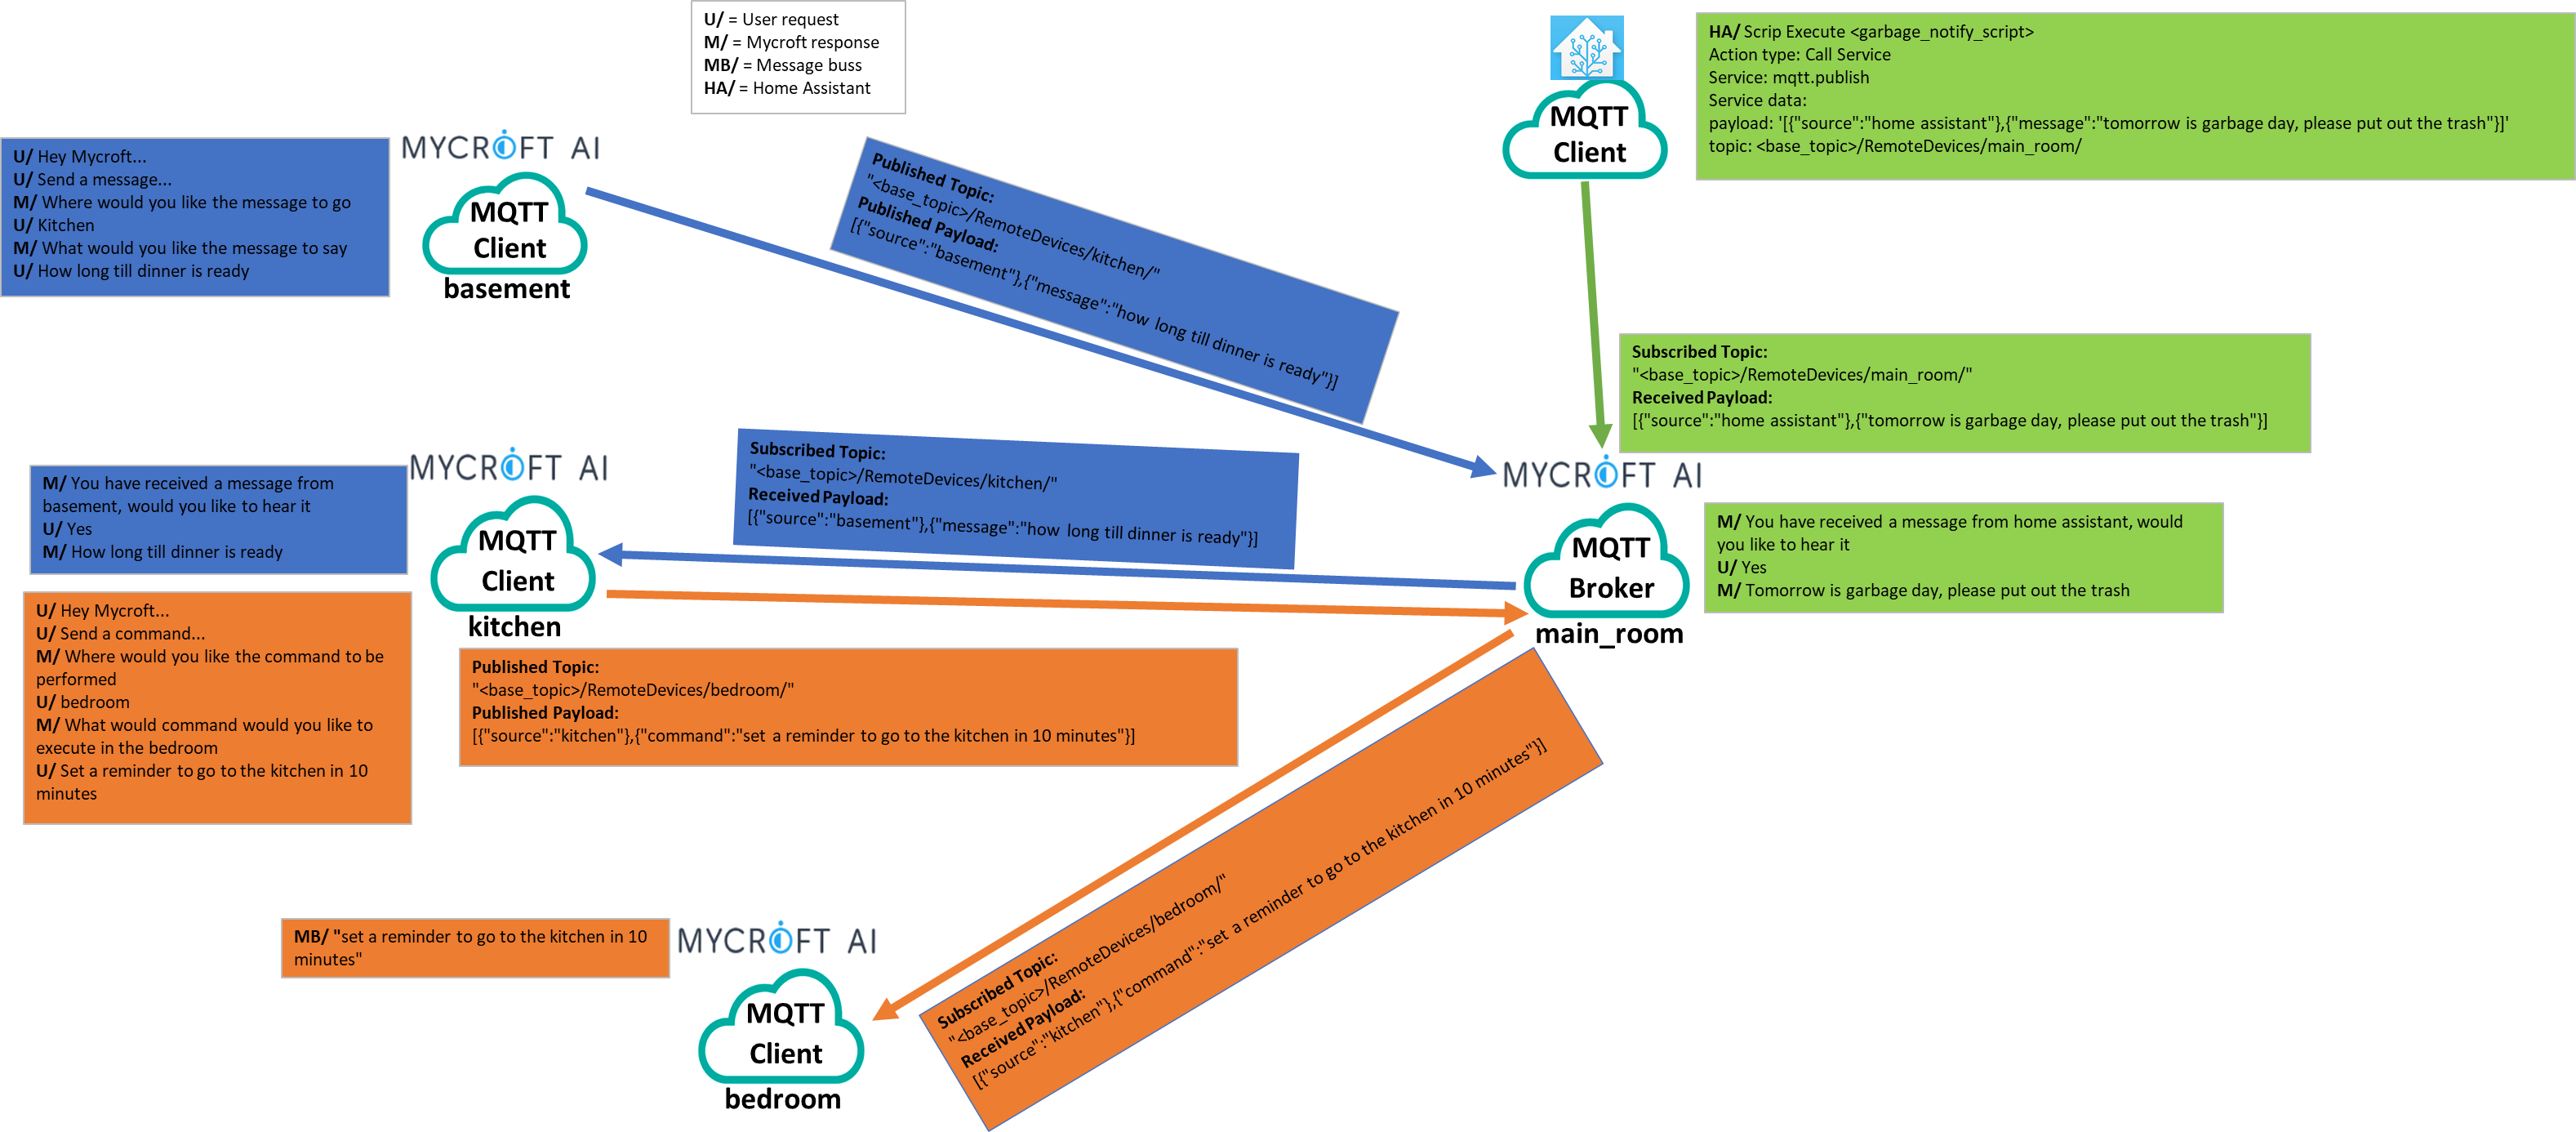 U/ = User request
M/ = Mycroft response
MB/ = Message buss
HA/ = Home Assistant
HA/ Scrip Execute <garbage_notify_script>
Action type: Call Service
Service: mqtt.publish
Service data:
payload: '[{"source":"home assistant"},{"message":"tomorrow is garbage day, please put out the trash"}]'
topic: <base_topic>/RemoteDevices/main_room/
MQTT
Client
U/ Hey Mycroft...
U/ Send a message...
M/ Where would you like the message to go
U/ Kitchen
M/ What would you like the message to say
U/ How long till dinner is ready
MYCROFT AI
MQTT
Client
basement
Published Topic:
"<base_topic>/RemoteDevices/kitchen/"
Published Payload:
[{"source":"basement"},{"message":"how long till dinner is ready"}]
Subscribed Topic:
"<base_topic>/RemoteDevices/main_room/"
Received Payload:
[{"source":"home assistant"},{"tomorrow is garbage day, please put out the trash"}]
M/ You have received a message from
basement, would you like to hear it
U/ Yes
M/ How long till dinner is ready
MYCROFT AI
MQTT
Client
kitchen
Subscribed Topic:
"<base_topic>/RemoteDevices/kitchen/"
Received Payload:
[{"source":"basement"},{"message":"how long till dinner is ready"}]
MYCROFT AI
MQTT
Broker
main_room
M/ You have received a message from home assistant, would
you like to hear it
U/ Yes
M/ Tomorrow is garbage day, please put out the trash
U/ Hey Mycroft...
U/ Send a command...
M/ Where would you like the command to be
performed
U/ bedroom
M/ What would command would you like to
execute in the bedroom
U/ Set a reminder to go to the kitchen in 10
minutes
Published Topic:
"<base_topic>/RemoteDevices/bedroom/"
Published Payload:
[{"source":"kitchen"},{"command":"set a reminder to go to the kitchen in 10 minutes"}]
Subscribed Topic:
"<base_topic>/RemoteDevices/bedroom/"
Received Payload:
[{"source":"kitchen"},{"command":"set a reminder to go to the kitchen in 10 minutes"}]
MB/ "set a reminder to go to the kitchen in 10
minutes"
MYCROFT AI
MQTT
Client
bedroom